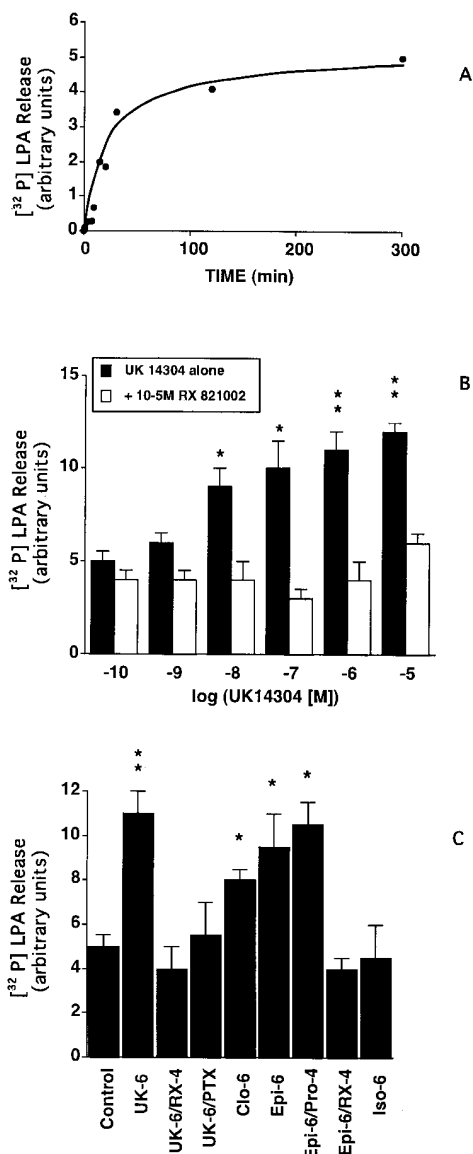 A
[32 P] LPA Release
(arbitrary units)
6
5
4
3
2
1
0
0
100
200
300
TIME (min)
B
UK 14304 alone
+ 10-5M RX 821002
[32 P] LPA Release
(arbitrary units)
15
10
5
0
*
*
*
*
*
*
-10
-9
-8
-7
-6
-5
log (UK14304 [M])
C
[32 P] LPA Release
(arbitrary units)
12
10
8
6
4
2
0
*
*
*
*
*
Control
UK-6
UK-6/RX-4
UK-6/PTX
Clo-6
Epi-6
Epi-6/Pro-4
Epi-6/RX-4
Iso-6